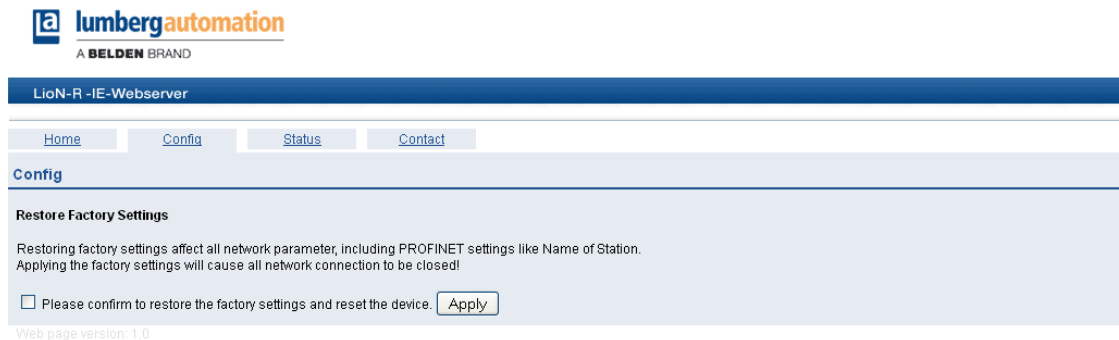 lumbergautomation
A BELDEN BRAND
LioN-R -IE-Webserver
Home Config Status Contact
Config
Restore Factory Settings
Restoring factory settings affect all network parameter, including PROFINET settings like Name of Station.
Applying the factory settings will cause all network connection to be closed!
Please confirm to restore the factory settings and reset the device. Apply
Web page version: 1.0